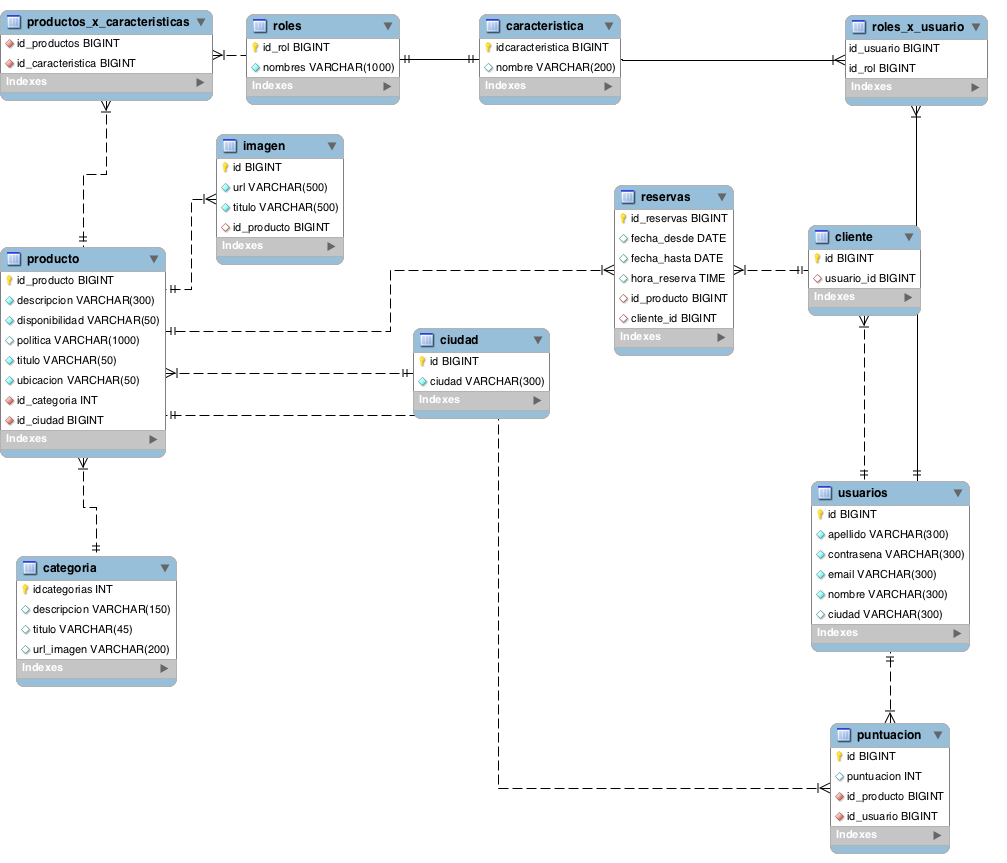 productos_x_caracteristicas
id_productos BIGINT
id_caracteristica BIGINT
Indexes
roles
id_rol BIGINT
nombres VARCHAR(1000)
Indexes
caracteristica
idcaracteristica BIGINT
nombre VARCHAR(200)
Indexes
roles_x_usuario
id_usuario BIGINT
id_rol BIGINT
Indexes
imagen
id BIGINT
url VARCHAR(500)
titulo VARCHAR(500)
id_producto BIGINT
Indexes
reservas
id_reservas BIGINT
fecha_desde DATE
fecha_hasta DATE
hora_reserva TIME
id_producto BIGINT
cliente_id BIGINT
Indexes
cliente
id BIGINT
usuario_id BIGINT
Indexes
producto
id_producto BIGINT
descripcion VARCHAR(300)
disponibilidad VARCHAR(50)
politica VARCHAR(1000)
titulo VARCHAR(50)
ubicacion VARCHAR(50)
id_categoria INT
id_ciudad BIGINT
Indexes
ciudad
id BIGINT
ciudad VARCHAR(300)
Indexes
usuarios
id BIGINT
apellido VARCHAR(300)
contrasena VARCHAR(300)
email VARCHAR(300)
nombre VARCHAR(300)
ciudad VARCHAR(300)
Indexes
categoria
idcategorias INT
descripcion VARCHAR(150)
titulo VARCHAR(45)
url_imagen VARCHAR(200)
Indexes
puntuacion
id BIGINT
puntuacion INT
id_producto BIGINT
id_usuario BIGINT
Indexes